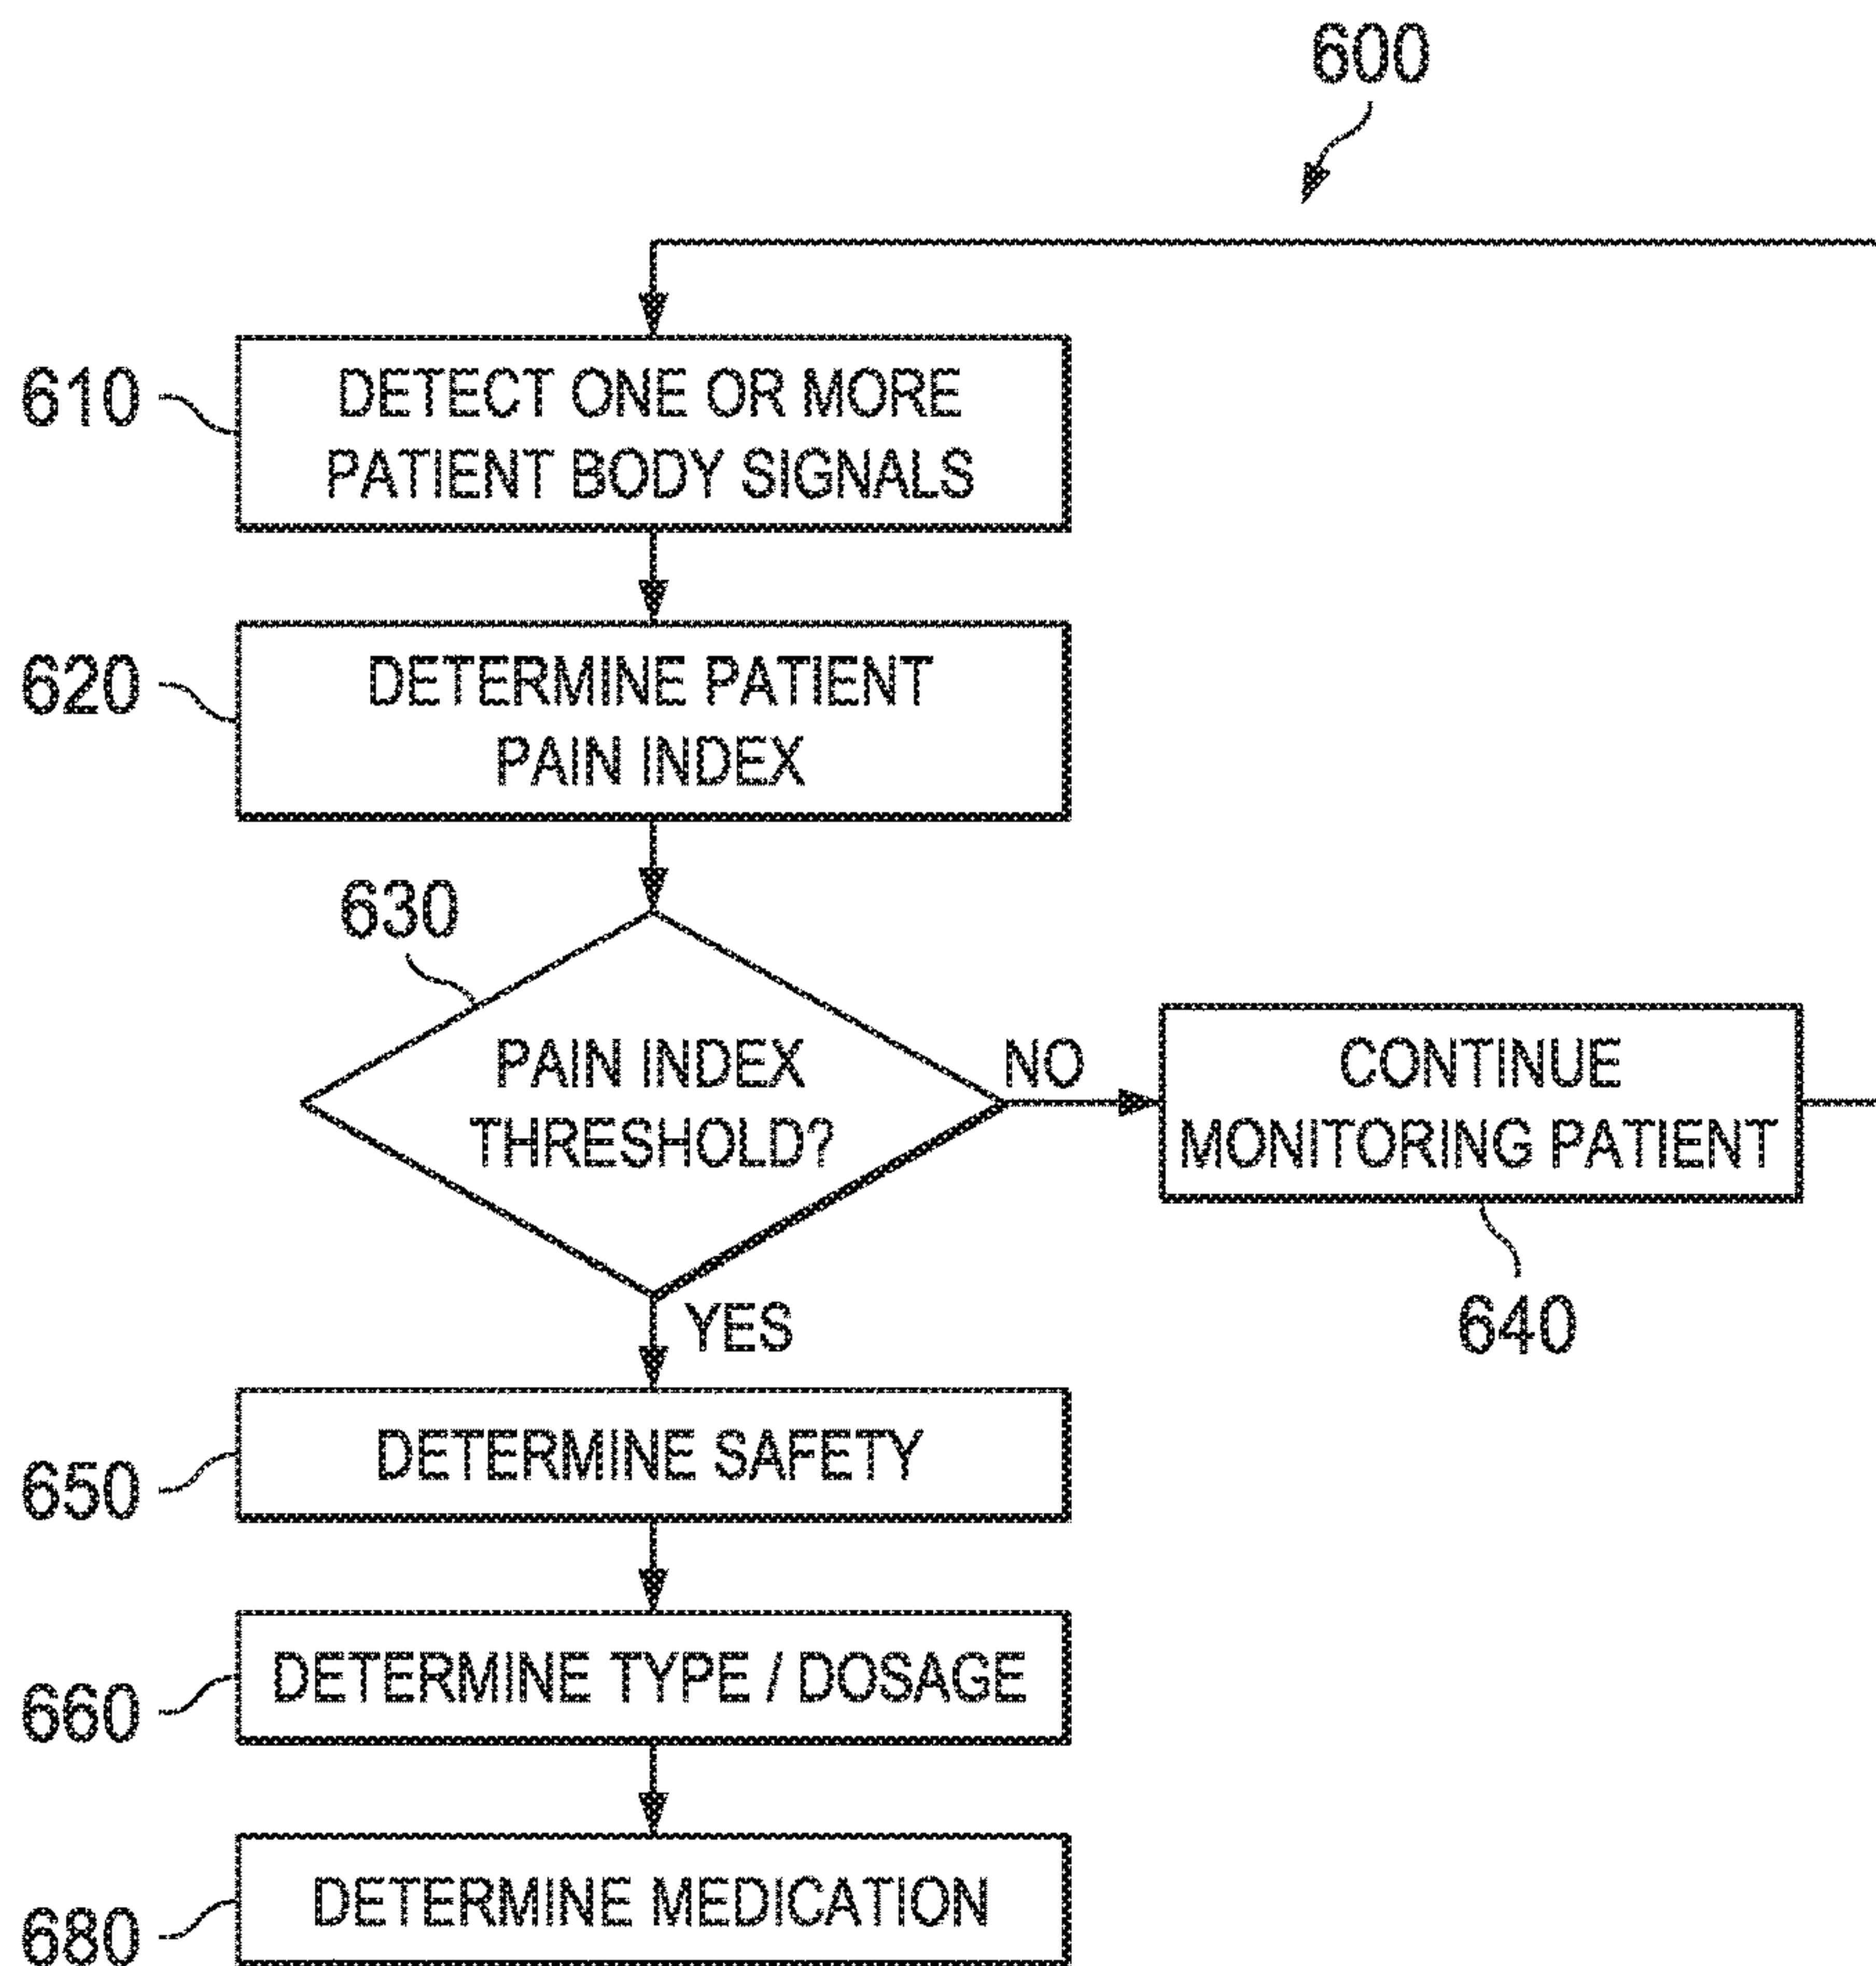 600
610
DETECT ONE OR MORE
PATIENT BODY SIGNALS
620
DETERMINE PATIENT
PAIN INDEX
630
PAIN INDEX
THRESHOLD?
NO
CONTINUE
MONITORING PATIENT
640
YES
650
DETERMINE SAFETY
660
DETERMINE TYPE / DOSAGE
680
DETERMINE MEDICATION